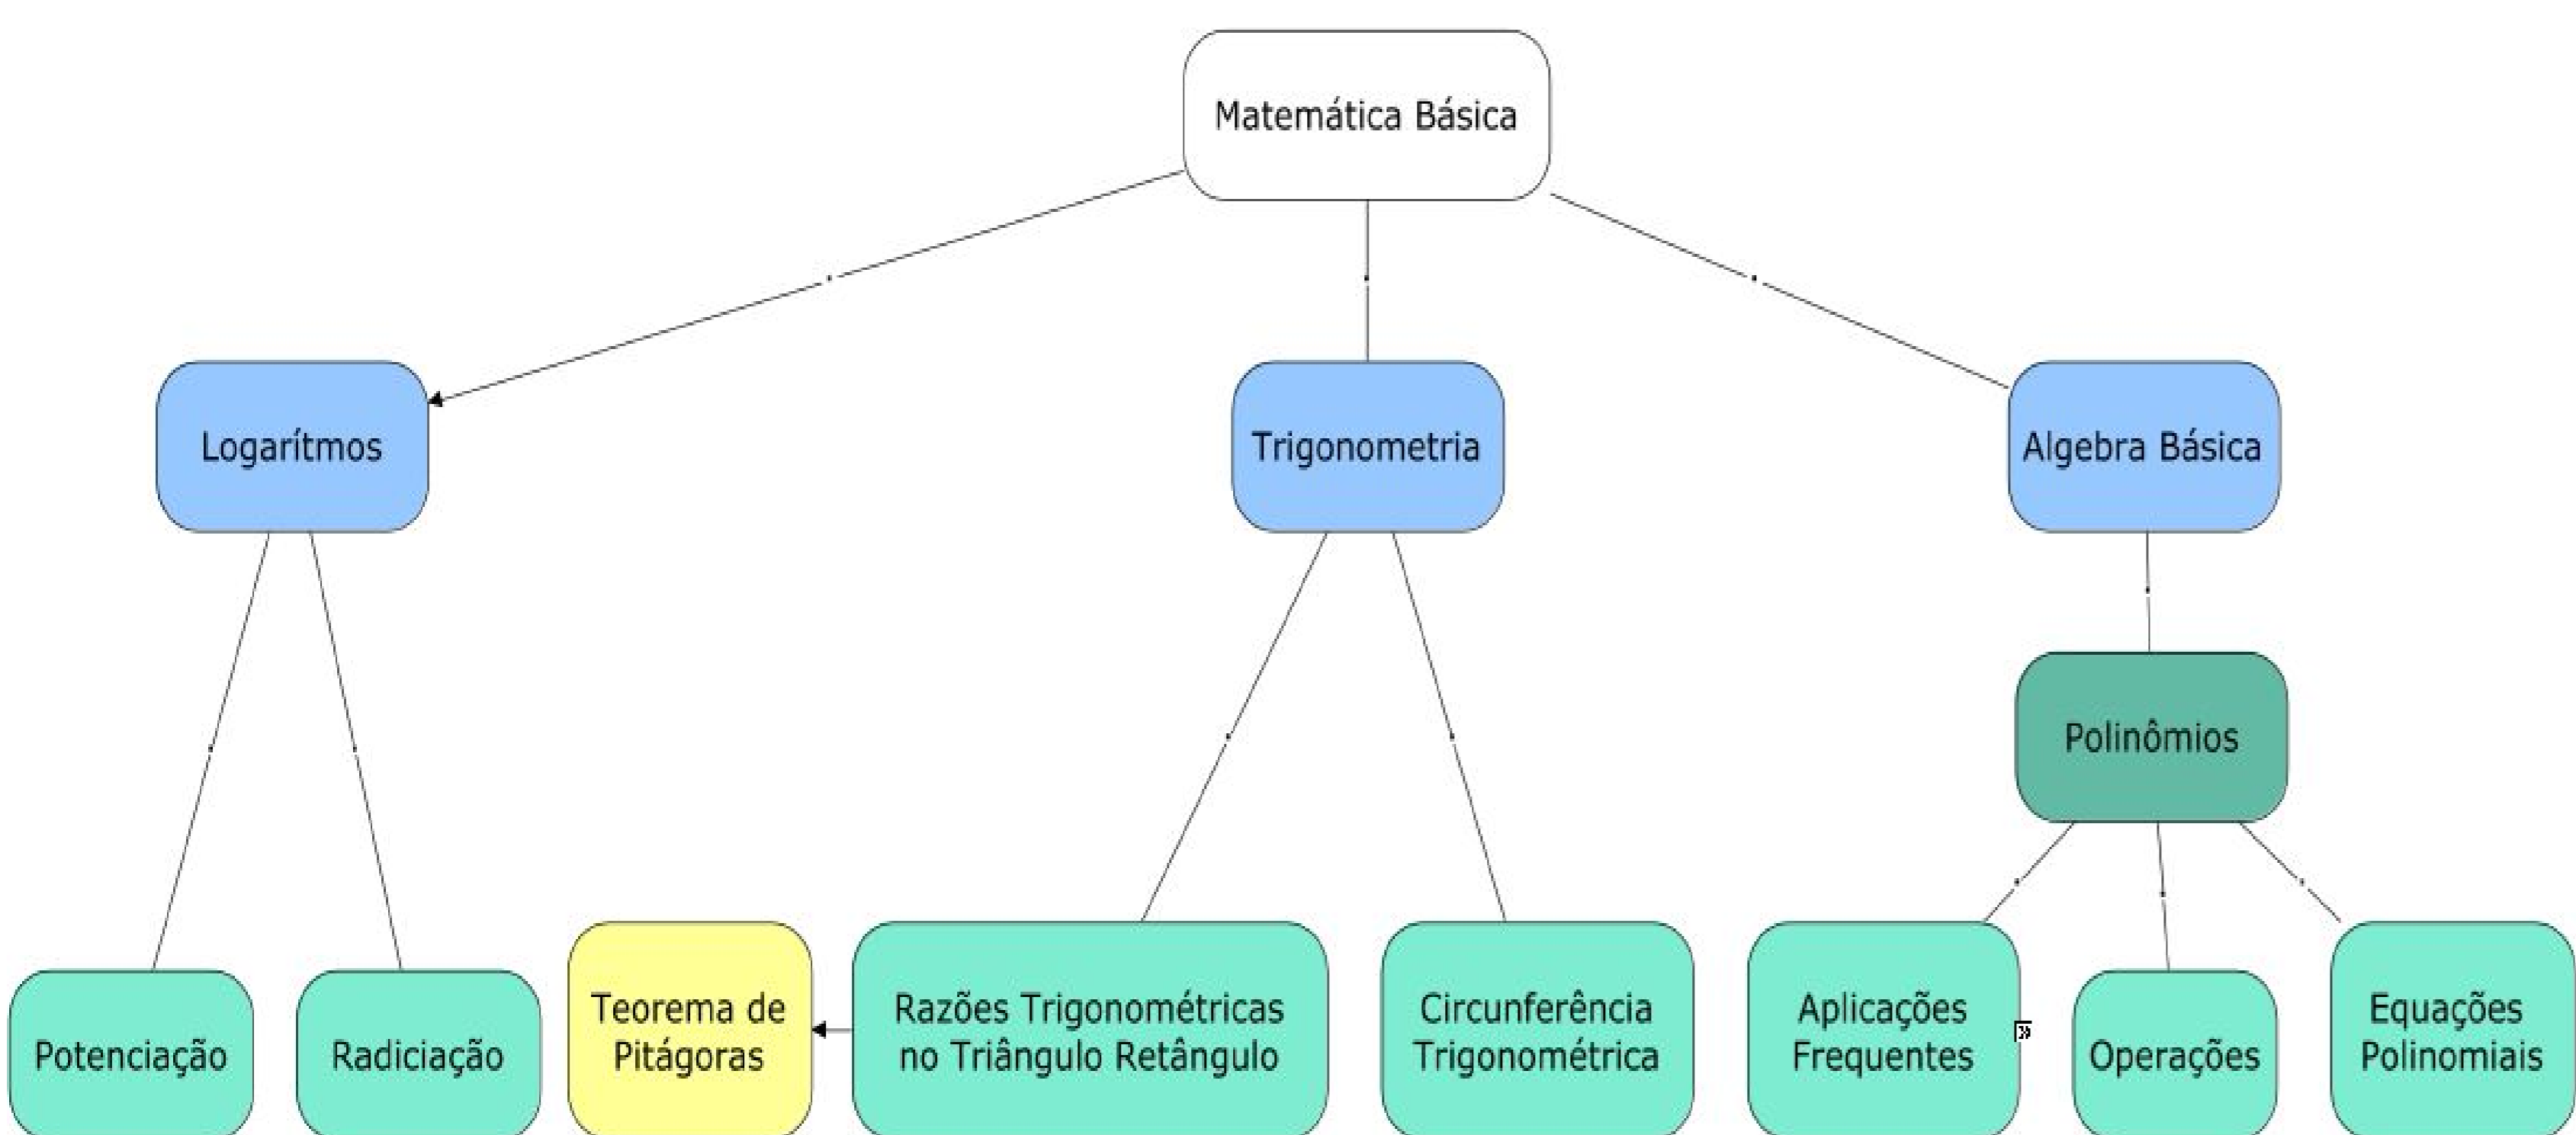 Matemática Básica
Logarítmos
Trigonometria
Algebra Básica
Polinômios
Potenciação
Radiciação
Teorema de
Pitágoras
Razões Trigonométricas
no Triângulo Retângulo
Circunferência
Trigonométrica
Aplicações
Frequentes
»
Operações
Equações
Polinomiais